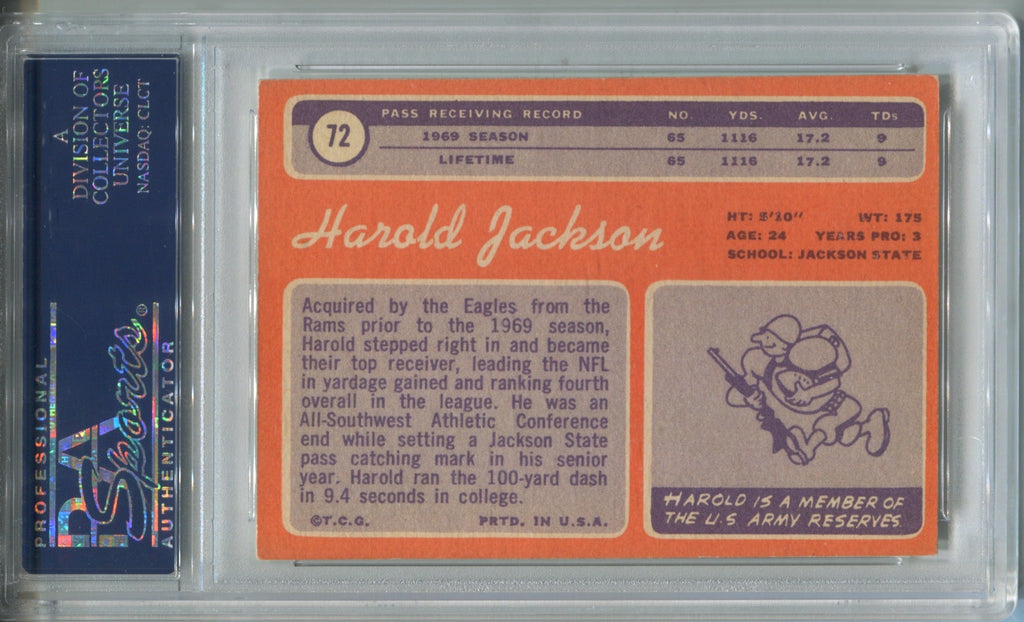 A
DIVISION OF
COLLECTORS
UNIVERSE
NASDAQ: CLCT
PROFESSIONAL
PSA
Sports®
AUTHENTICATOR
72
PASS RECEIVING RECORD NO. YDS. AVG. TDs
1969 SEASON 65 1116 17.2 9
LIFETIME 65 1116 17.2 9
Harold Jackson
HT: 5'10" WT: 175
AGE: 24 YEARS PRO: 3
SCHOOL: JACKSON STATE
Acquired by the Eagles from the
Rams prior to the 1969 season,
Harold stepped right in and became
their top receiver, leading the NFL
in yardage gained and ranking fourth
overall in the league. He was an
All-Southwest Athletic Conference
end while setting a Jackson State
pass catching mark in his senior
year. Harold ran the 100-yard dash
in 9.4 seconds in college.
©T.C.G. PRTD. IN U.S.A.
HAROLD IS A MEMBER OF
THE U.S ARMY RESERVES